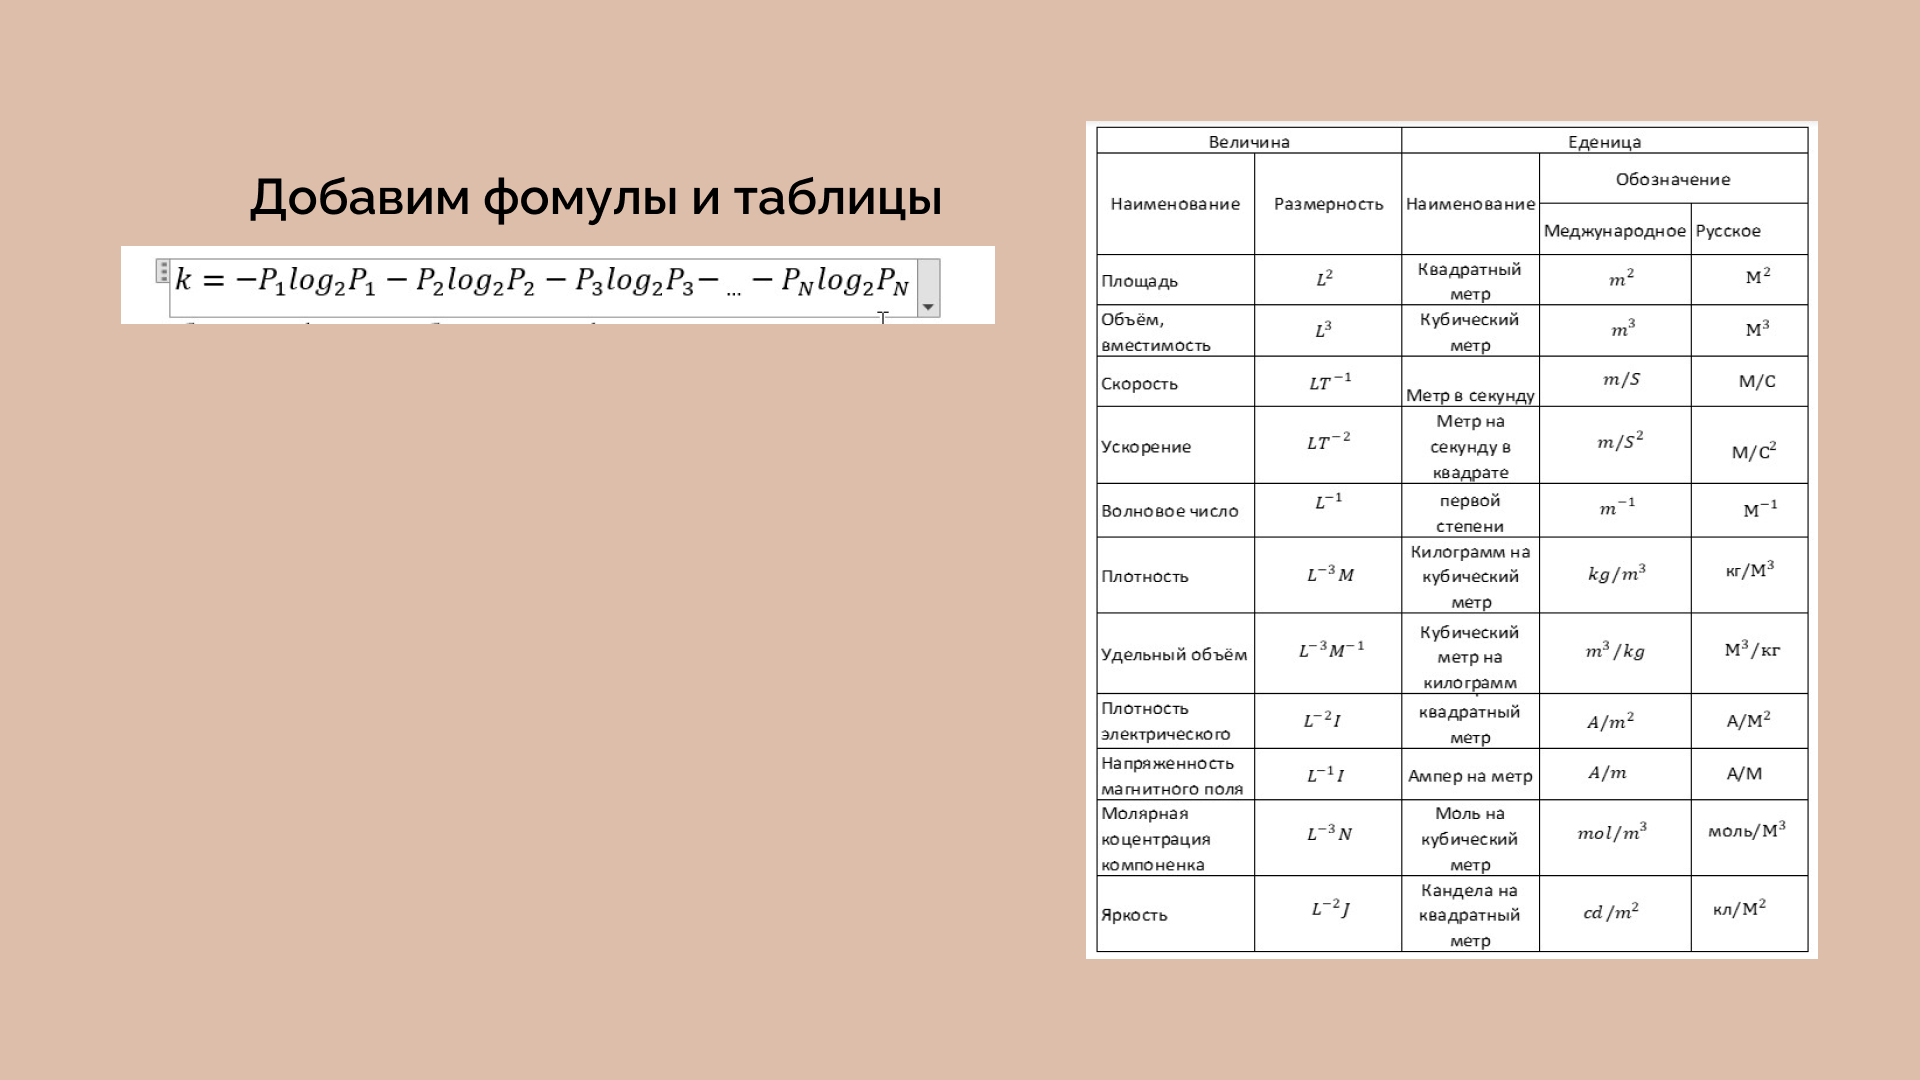 Добавим фомулы и таблицы
k = −P₁log₂P₁ − P₂log₂P₂ − P₃log₂P₃− ... − P_Nlog₂P_N
Величина Еденица
Наименование Размерность Наименование Обозначение
Меджународное Русское
Площадь L² Квадратный метр m² М²
Объём, вместимость L³ Кубический метр m³ М³
Скорость LT⁻¹ Метр в секунду m/S М/С
Ускорение LT⁻² Метр на секунду в квадрате m/S² М/С²
Волновое число L⁻¹ первой степени m⁻¹ М⁻¹
Плотность L⁻³M Килограмм на кубический метр kg/m³ кг/М³
Удельный объём L⁻³M⁻¹ Кубический метр на килограмм m³/kg М³/кг
Плотность электрического L⁻²I квадратный метр A/m² А/М²
Напряженность магнитного поля L⁻¹I Ампер на метр A/m А/М
Молярная коцентрация компоненка L⁻³N Моль на кубический метр mol/m³ моль/М³
Яркость L⁻²J Кандела на квадратный метр cd/m² кл/М²